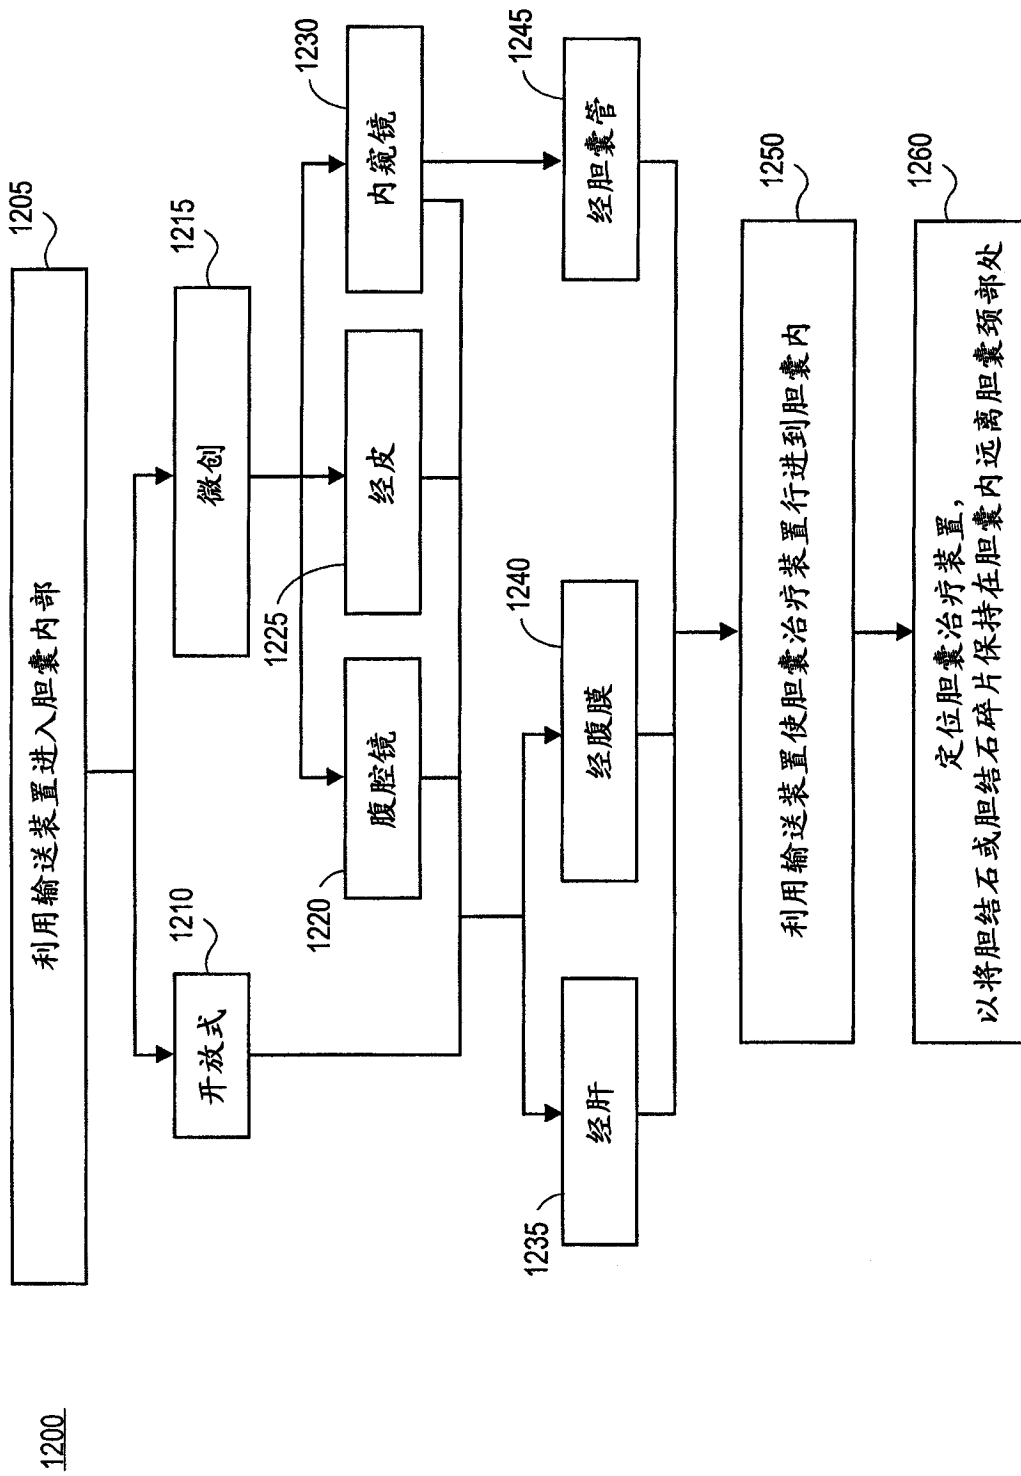 1200
1205
利用输送装置进入胆囊内部
1210
开放式
1215
微创
1220
腹腔镜
1225
经皮
1230
内窥镜
1235
经肝
1240
经腹膜
1245
经胆囊管
1250
利用输送装置使胆囊治疗装置行进到胆囊内
1260
定位胆囊治疗装置，
以将胆结石或胆结石碎片保持在胆囊内远离胆囊颈部处